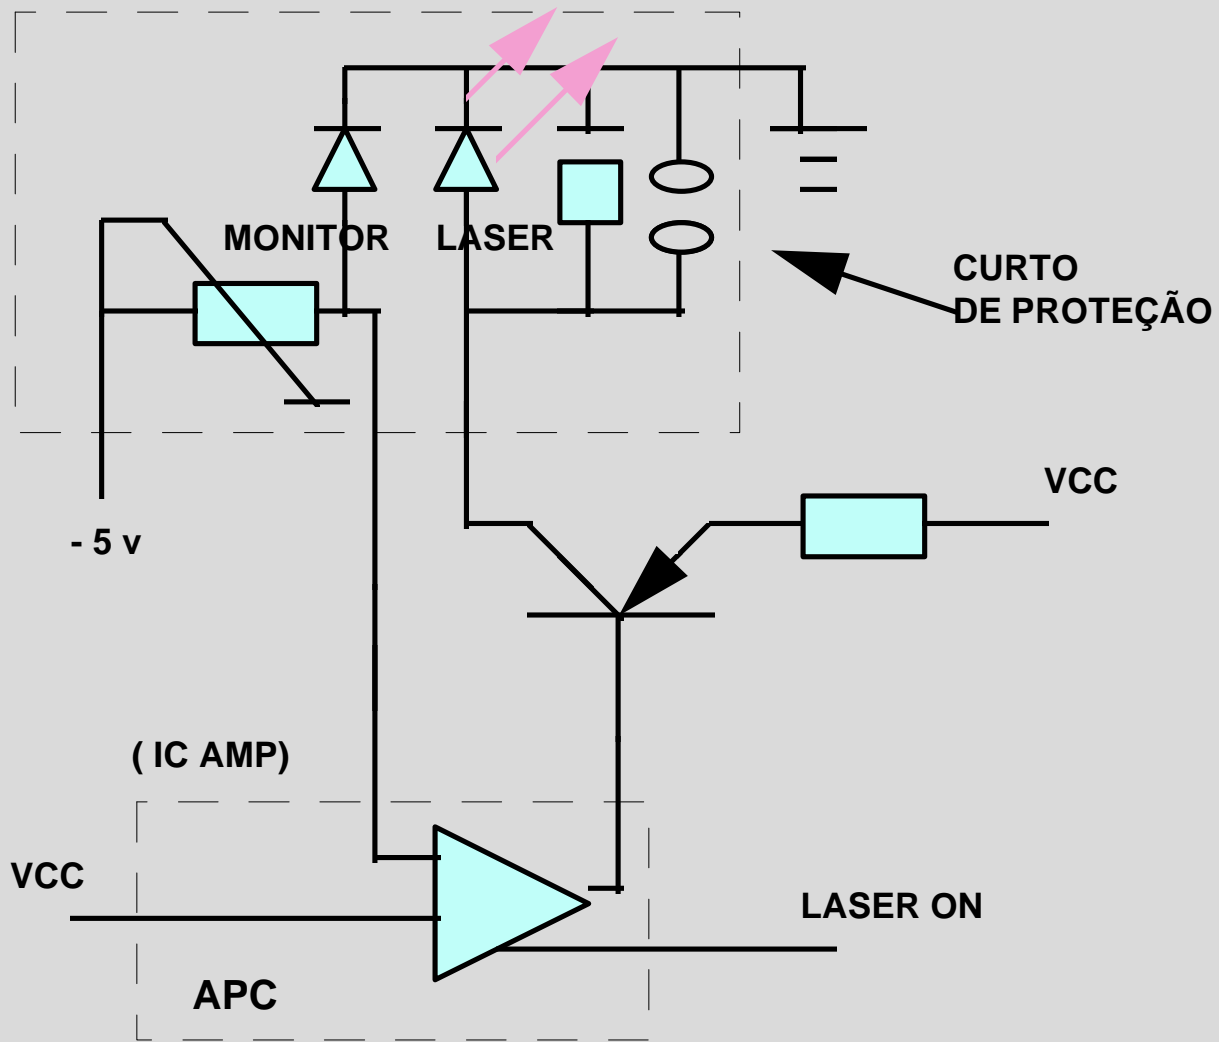 MONITOR LASER
CURTO
DE PROTEÇÃO
VCC
- 5 v
( IC AMP)
VCC
LASER ON
APC